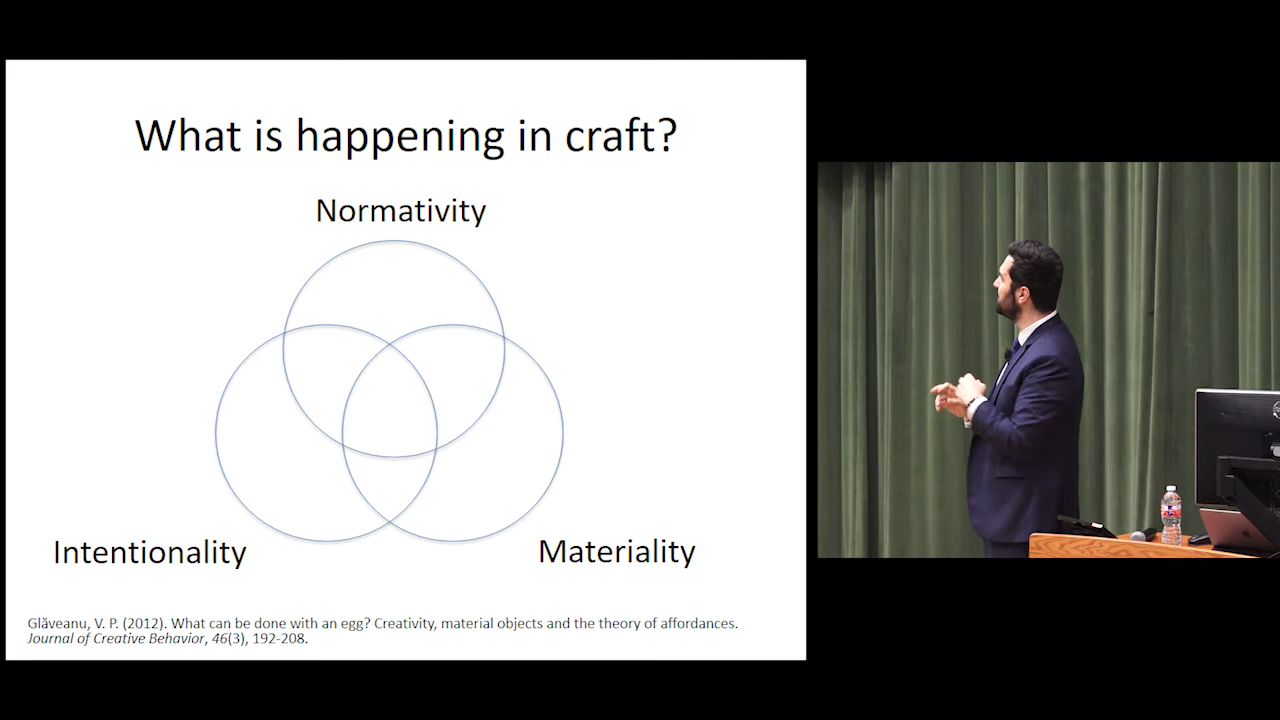 What is happening in craft?
Normativity
Intentionality
Materiality
Glăveanu, V. P. (2012). What can be done with an egg? Creativity, material objects and the theory of affordances.
Journal of Creative Behavior, 46(3), 192-208.